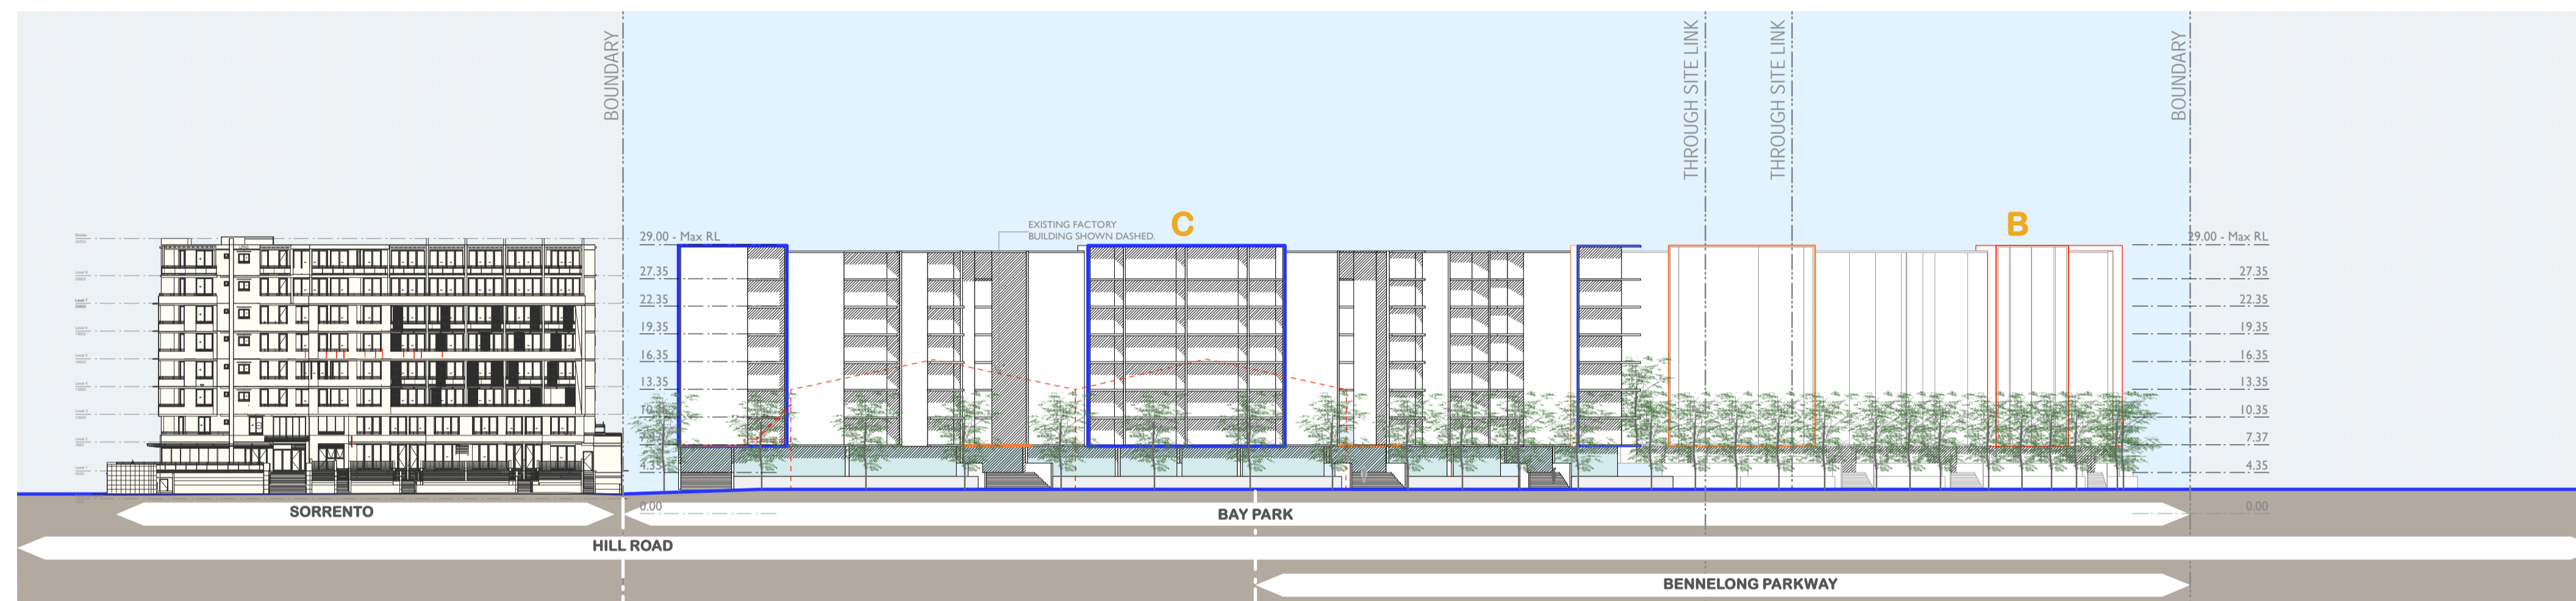 BOUNDARY
THROUGH SITE LINK
THROUGH SITE LINK
BOUNDARY
EXISTING FACTORY
BUILDING SHOWN DASHED.
C
B
29.00 - Max RL
27.35
22.35
19.35
16.35
13.35
4.35
0.00
29.00 - Max RL
27.35
22.35
19.35
16.35
13.35
10.35
7.37
4.35
0.00
SORRENTO
BAY PARK
HILL ROAD
BENNELONG PARKWAY